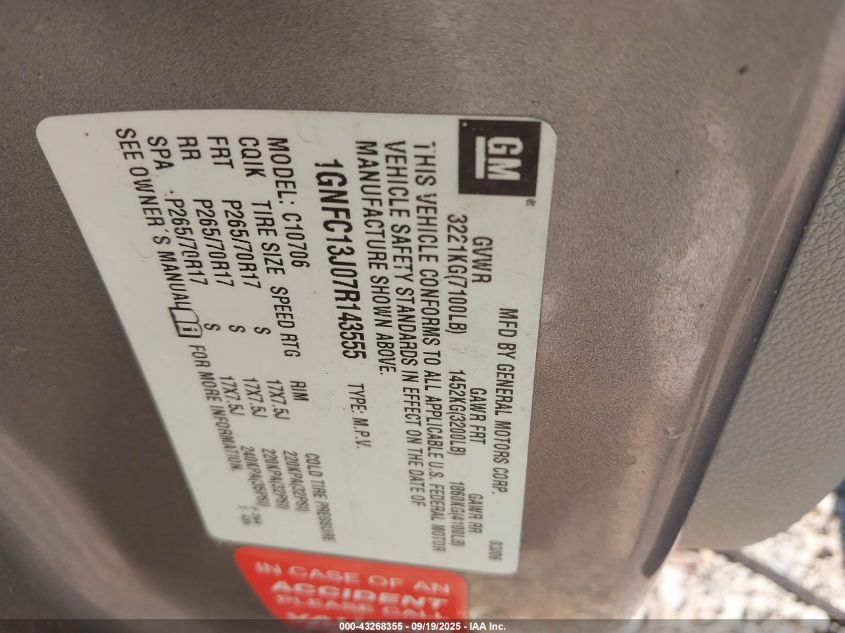 GM
MFD BY GENERAL MOTORS CORP. 03/06
GVWR GAWR FRT GAWR RR
3221KG(7100LB) 1452KG(3200LB) 1860KG(4100LB)
THIS VEHICLE CONFORMS TO ALL APPLICABLE U.S. FEDERAL MOTOR
VEHICLE SAFETY STANDARDS IN EFFECT ON THE DATE OF
MANUFACTURE SHOWN ABOVE.
1GNFC13J07R143555 TYPE: M.P.V.
MODEL: C10706
CQIK TIRE SIZE SPEED RTG RIM COLD TIRE PRESSURE
FRT P265/70R17 S 17X7.5J 220KPA(32PSI)
RR P265/70R17 S 17X7.5J 220KPA(32PSI)
SPA P265/70R17 S 17X7.5J 240KPA(35PSI)
SEE OWNER'S MANUAL FOR MORE INFORMATION.
IN CASE OF AN
ACCIDENT
PLEASE CALL
000-43268355 - 09/19/2025 - IAA Inc.